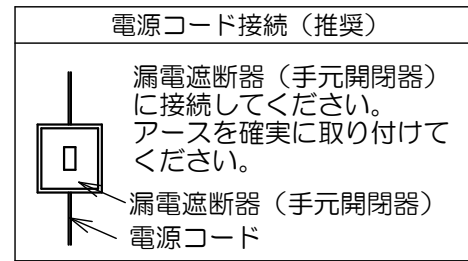 電源コード接続（推奨）
漏電遮断器（手元開閉器）
に接続してください。
アースを確実に取り付けて
ください。
漏電遮断器（手元開閉器）
電源コード